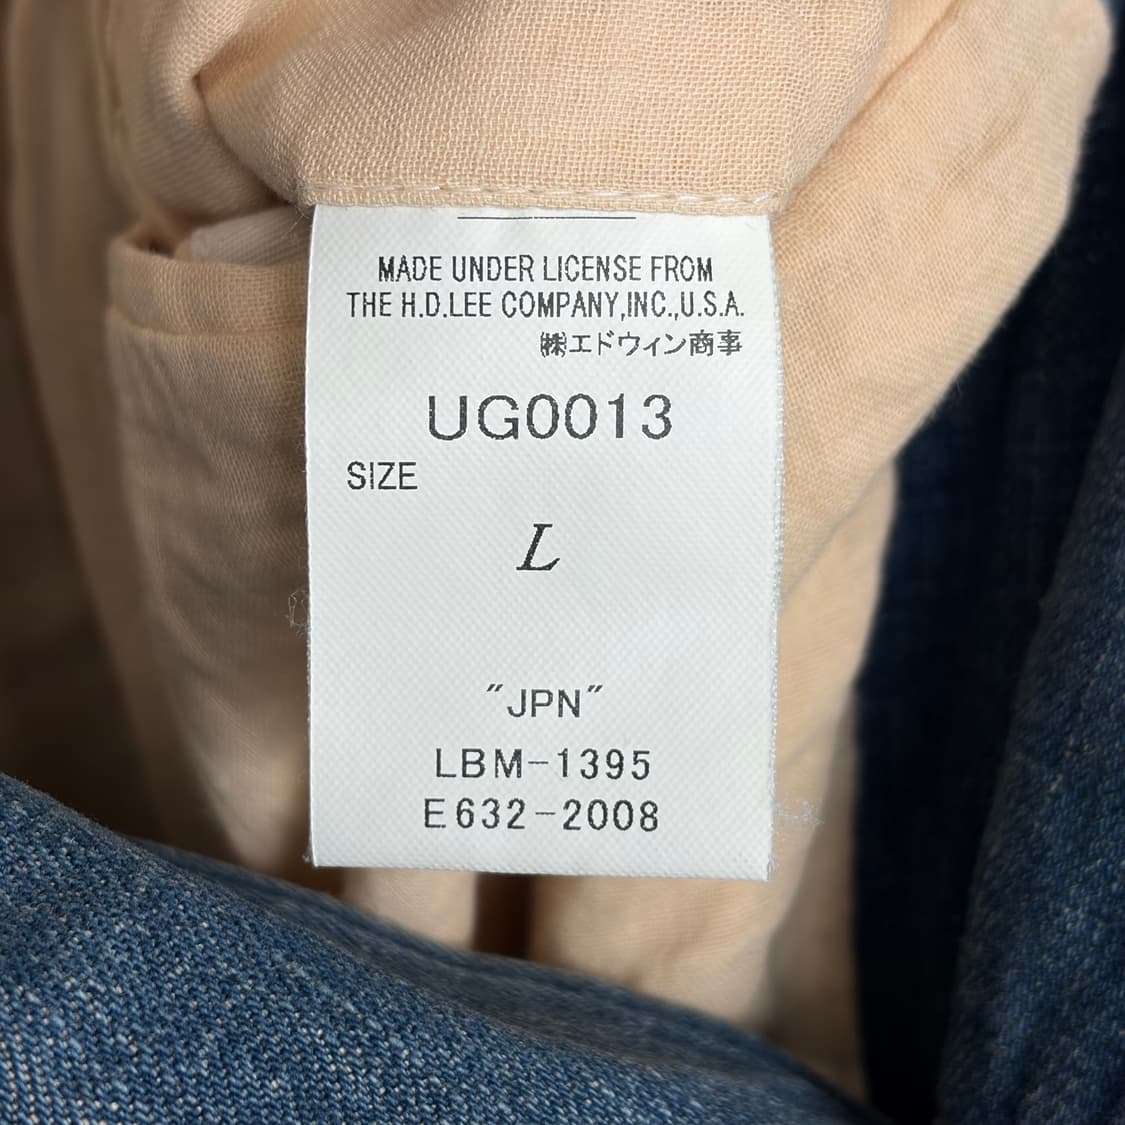 MADE UNDER LICENSE FROM
THE H.D.LEE COMPANY,INC.,U.S.A.
㈱エドウィン商事
UG0013
SIZE
L
"JPN"
LBM-1395
E632-2008